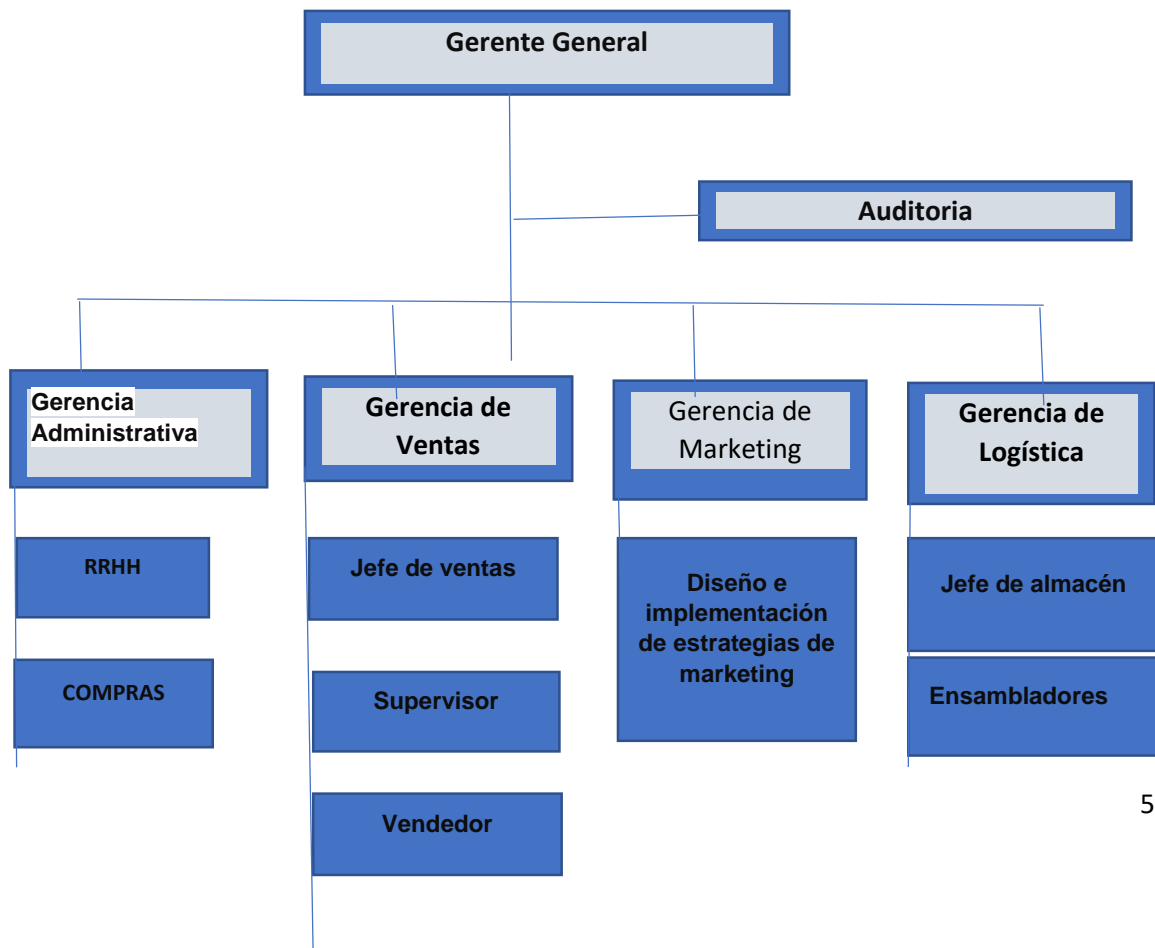 Gerente General
Auditoria
Gerencia
Administrativa
Gerencia de
Ventas
Gerencia de
Marketing
Gerencia de
Logística
RRHH
Jefe de ventas
Diseño e
implementación
de estrategias de
marketing
Jefe de almacén
COMPRAS
Supervisor
Ensambladores
Vendedor
5